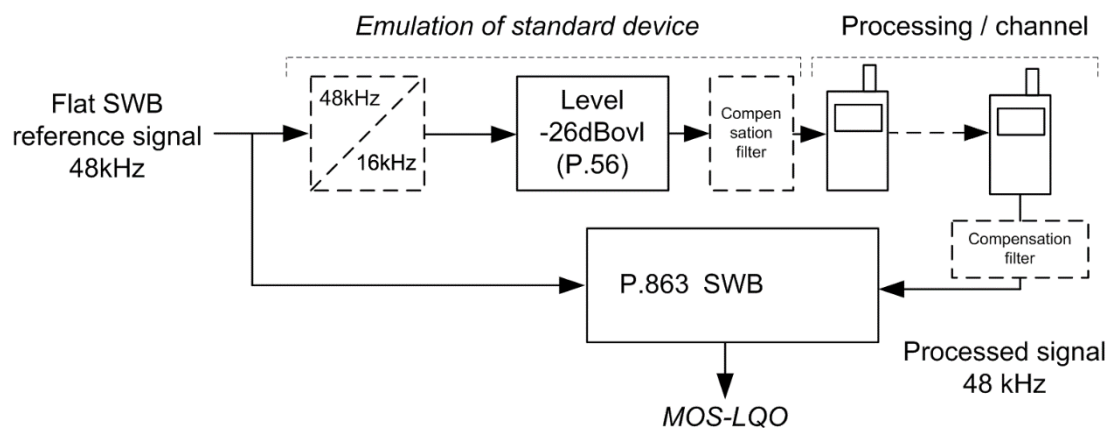 Emulation of standard device
Processing / channel
Flat SWB
reference signal
48kHz
48kHz
16kHz
Level
-26dBovl
(P.56)
Compen
sation
filter
Compensation
filter
P.863 SWB
Processed signal
48 kHz
MOS-LQO